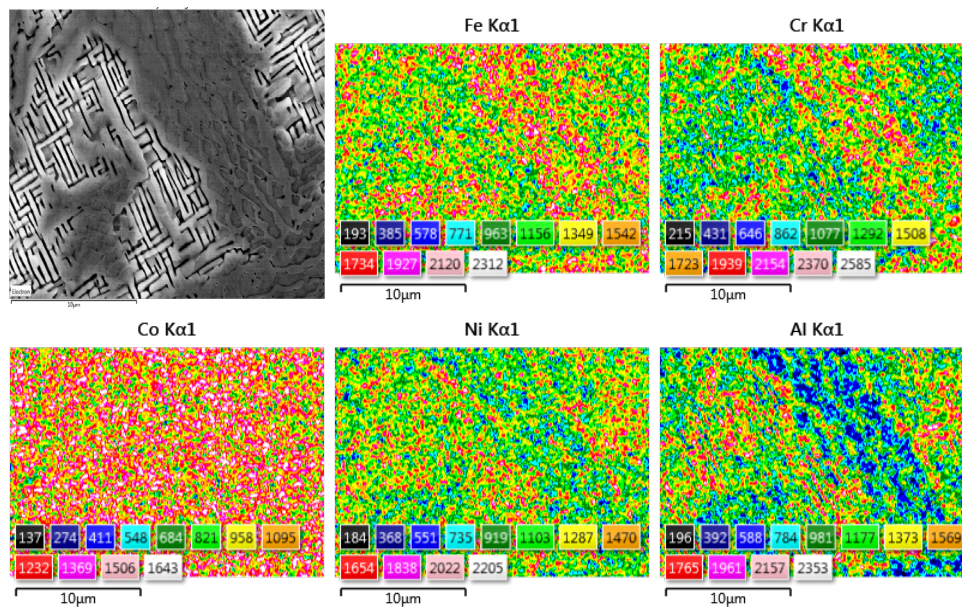 Fe Kα1
Cr Kα1
193 385 578 771 963 1156 1349 1542
1734 1927 2120 2312
215 431 646 862 1077 1292 1508
1723 1939 2154 2370 2585
Electron
10μm
10μm
10μm
Co Kα1
Ni Kα1
Al Kα1
137 274 411 548 684 821 958 1095
1232 1369 1506 1643
184 368 551 735 919 1103 1287 1470
1654 1838 2022 2205
196 392 588 784 981 1177 1373 1569
1765 1961 2157 2353
10μm
10μm
10μm